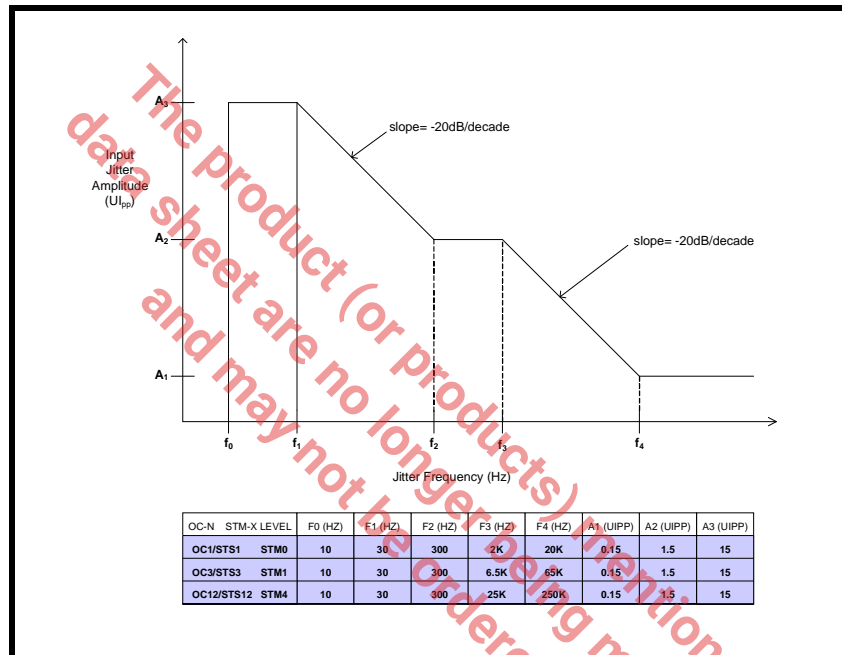 A3
slope= -20dB/decade
Input
Jitter
Amplitude
(UIpp)
A2
slope= -20dB/decade
A1
f0 f1 f2 f3 f4
Jitter Frequency (Hz)
OC-N STM-X LEVEL F0 (HZ) F1 (HZ) F2 (HZ) F3 (HZ) F4 (HZ) A1 (UIPP) A2 (UIPP) A3 (UIPP)
OC1/STS1 STM0 10 30 300 2K 20K 0.15 1.5 15
OC3/STS3 STM1 10 30 300 6.5K 65K 0.15 1.5 15
OC12/STS12 STM4 10 30 300 25K 250K 0.15 1.5 15
The product (or products) mention
data sheet are no longer being m
and may not be ordere